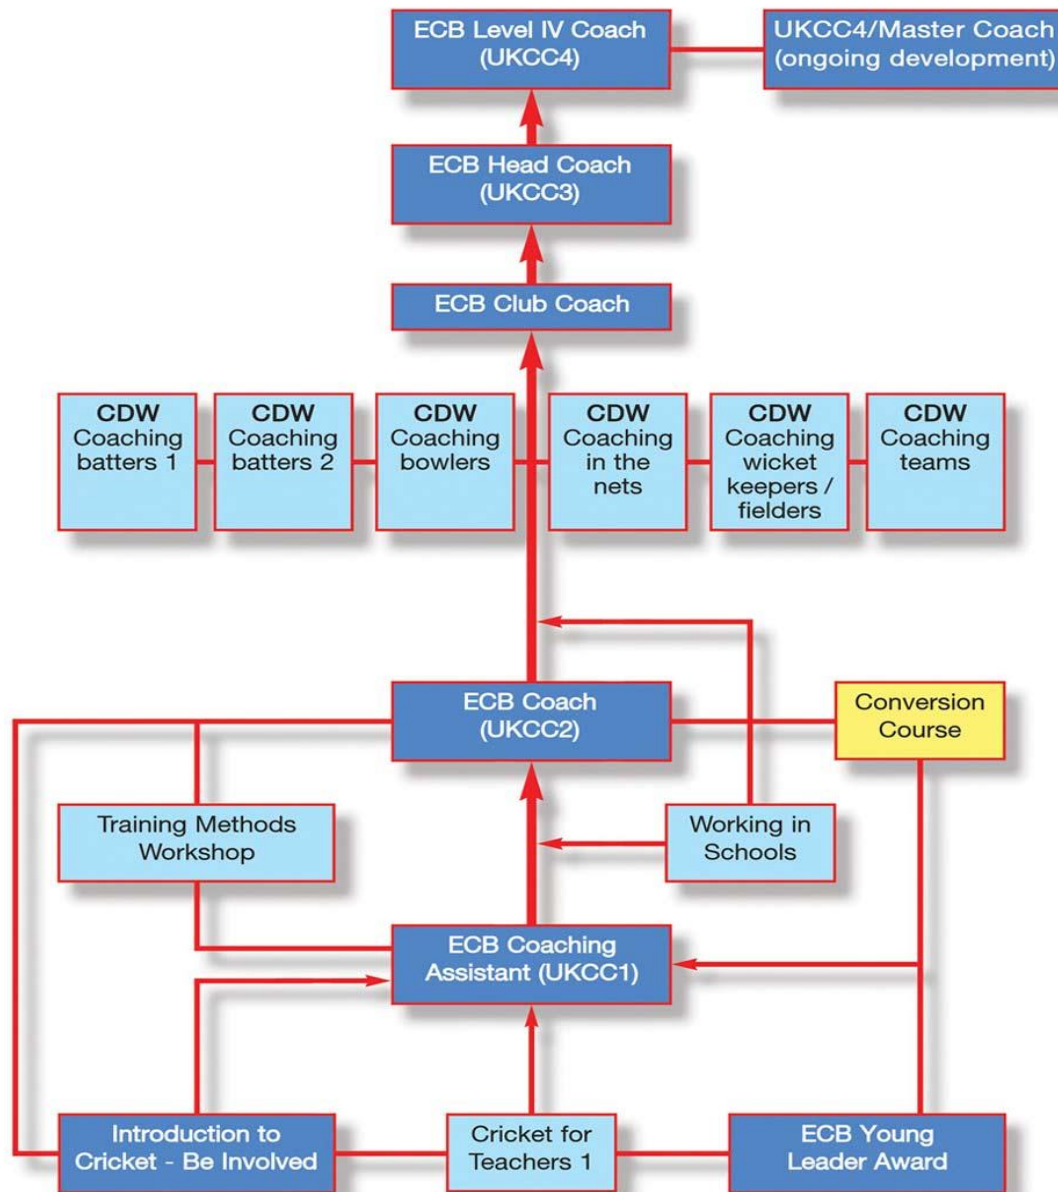 ECB Level IV Coach
(UKCC4)
UKCC4/Master Coach
(ongoing development)
ECB Head Coach
(UKCC3)
ECB Club Coach
CDW
Coaching
batters 1
CDW
Coaching
batters 2
CDW
Coaching
bowlers
CDW
Coaching
in the
nets
CDW
Coaching
wicket
keepers /
fielders
CDW
Coaching
teams
ECB Coach
(UKCC2)
Conversion
Course
Training Methods
Workshop
Working in
Schools
ECB Coaching
Assistant (UKCC1)
Introduction to
Cricket - Be Involved
Cricket for
Teachers 1
ECB Young
Leader Award